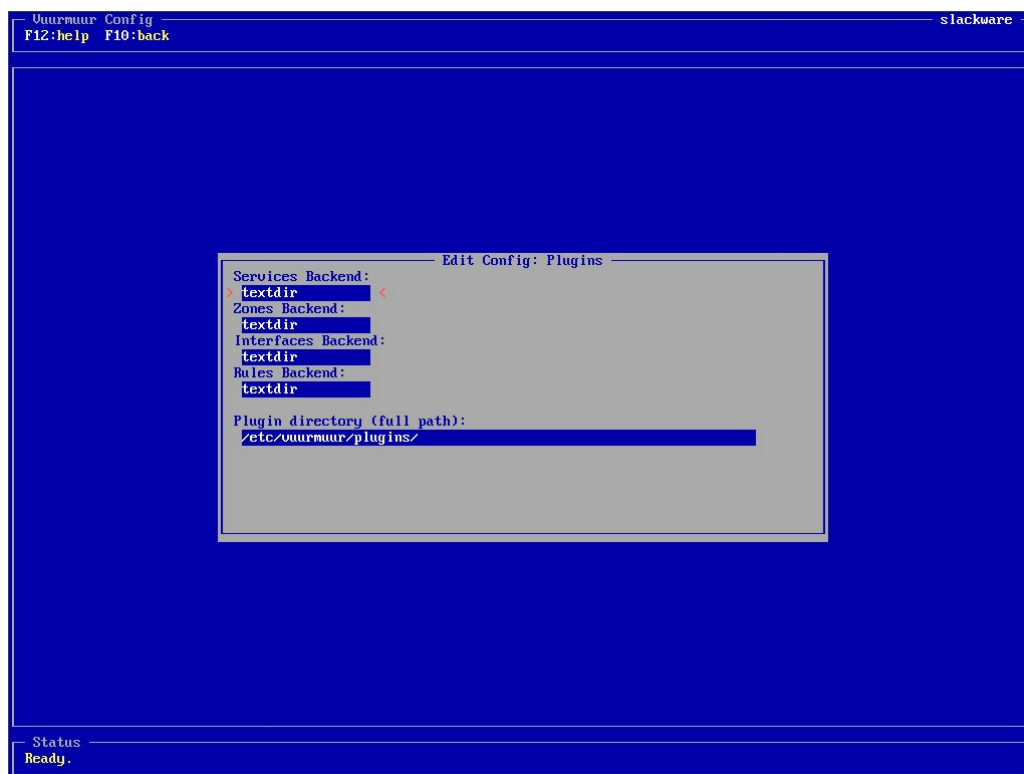 Vuurmuur Config slackware
F12:help F10:back
Edit Config: Plugins
Services Backend:
> textdir <
Zones Backend:
textdir
Interfaces Backend:
textdir
Rules Backend:
textdir
Plugin directory (full path):
/etc/vuurmuur/plugins/
Status
Ready.